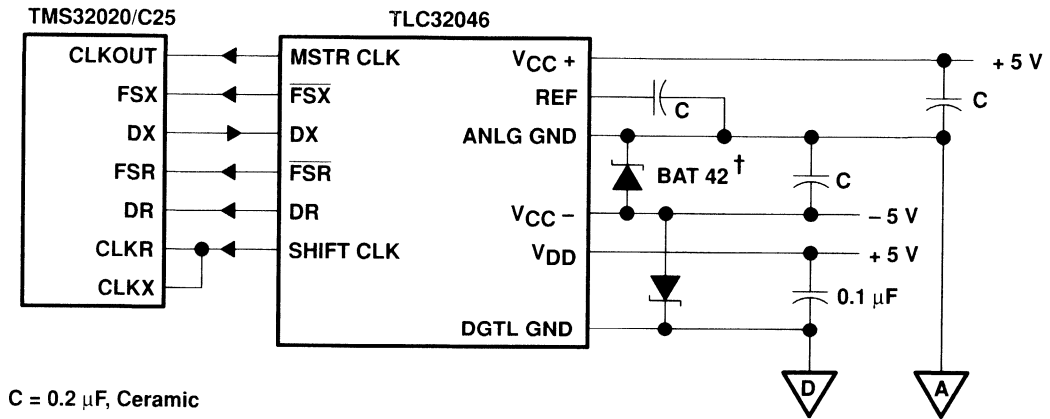 TMS32020/C25
TLC32046
CLKOUT
MSTR CLK
VCC +
+ 5 V
FSX
FSX
REF
C
C
DX
DX
ANLG GND
FSR
FSR
BAT 42 †
C
DR
DR
VCC –
– 5 V
CLKR
SHIFT CLK
VDD
+ 5 V
CLKX
0.1 μF
DGTL GND
D
A
C = 0.2 μF, Ceramic